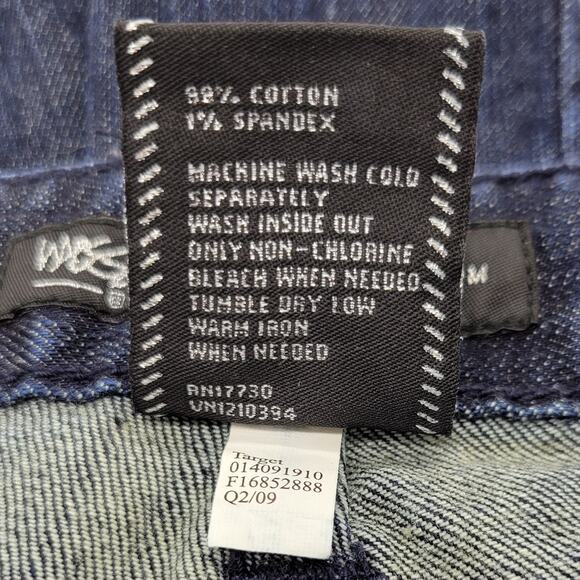 99% COTTON
1% SPANDEX
MACHINE WASH COLD
SEPARATELY
WASH INSIDE OUT
ONLY NON-CHLORINE
BLEACH WHEN NEEDED
TUMBLE DRY LOW
WARM IRON
WHEN NEEDED
RN17730
VN1210394
M
Target
014091910
F16852888
Q2/09